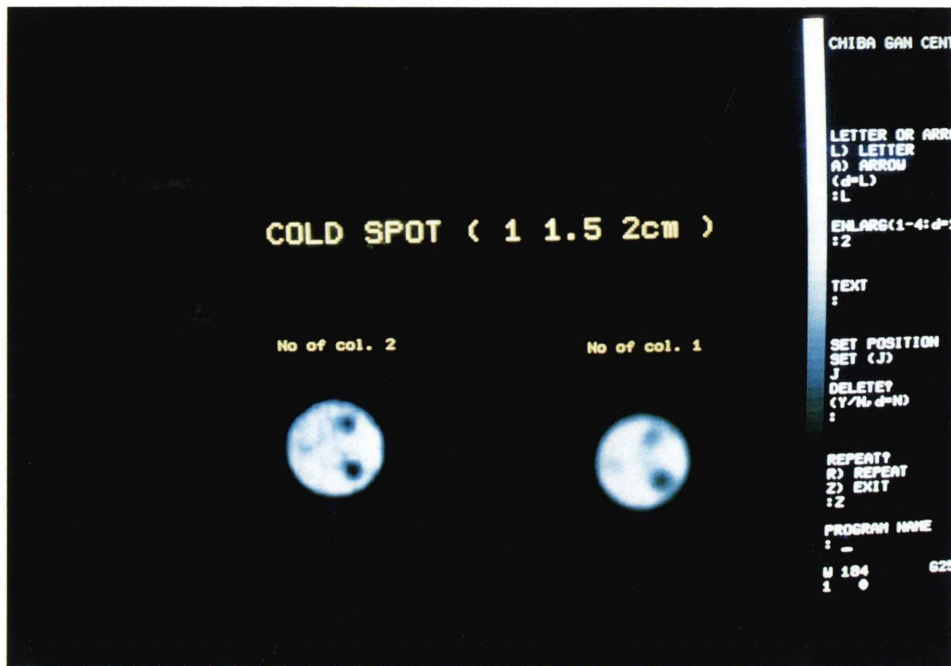 COLD SPOT ( 1 1.5 2cm )
No of col. 2
No of col. 1
CHIBA GAN CENT
LETTER OR ARR
L) LETTER
A) ARROW
(d=L)
:L
ENLARG(1-4:d=
:2
TEXT
:
SET POSITION
SET (J)
J
DELETE?
(Y/N,d=N)
:
REPEAT?
R) REPEAT
Z) EXIT
:Z
PROGRAM NAME
: _
W 184 G25
1 0